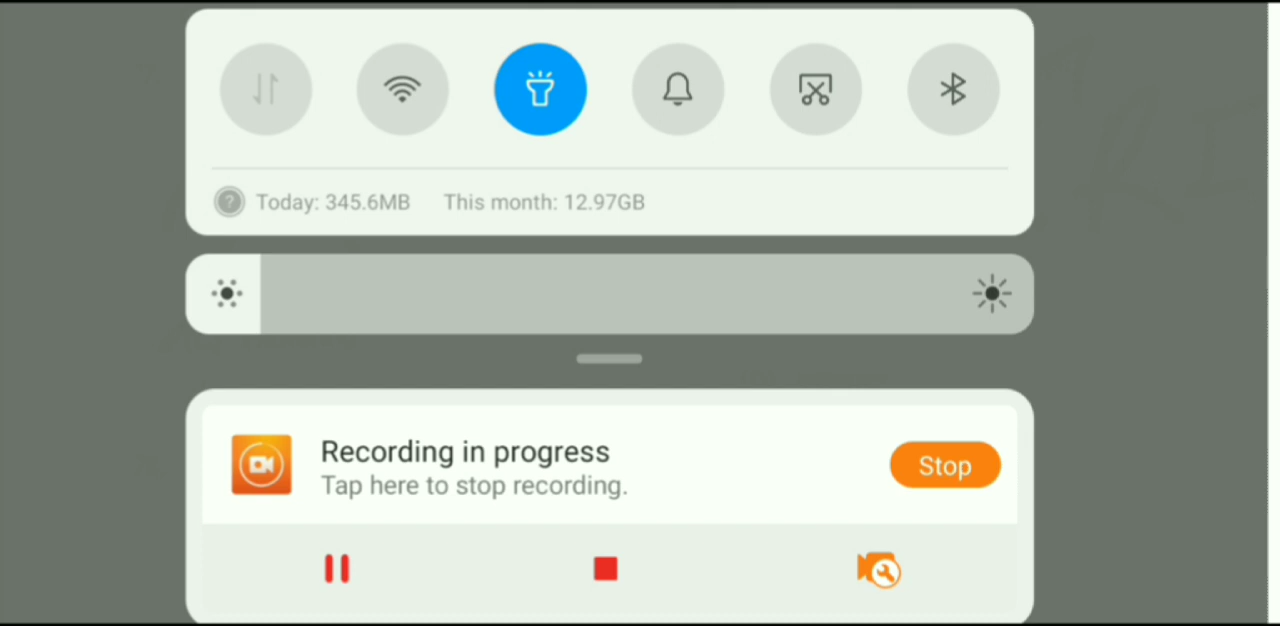 Today: 345.6MB This month: 12.97GB
Recording in progress
Tap here to stop recording.
Stop